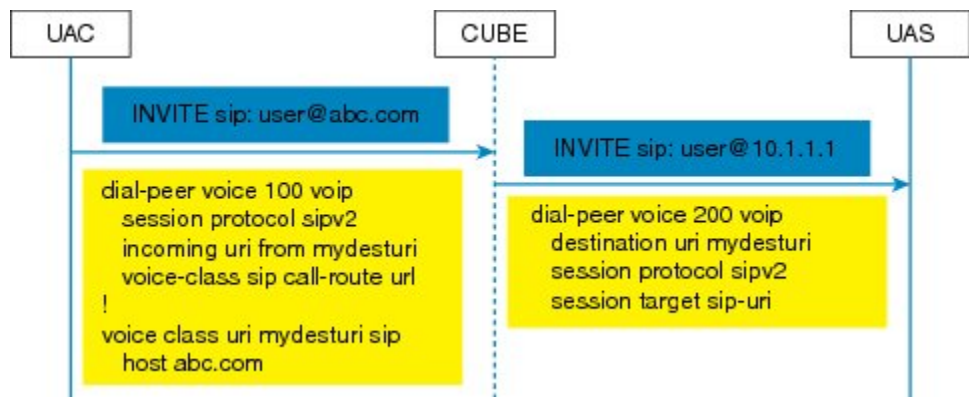 UAC
CUBE
UAS
INVITE sip: user@abc.com
INVITE sip: user@10.1.1.1
dial-peer voice 100 voip
session protocol sipv2
incoming uri from mydesturi
voice-class sip call-route url
!
voice class uri mydesturi sip
host abc.com
dial-peer voice 200 voip
destination uri mydesturi
session protocol sipv2
session target sip-uri